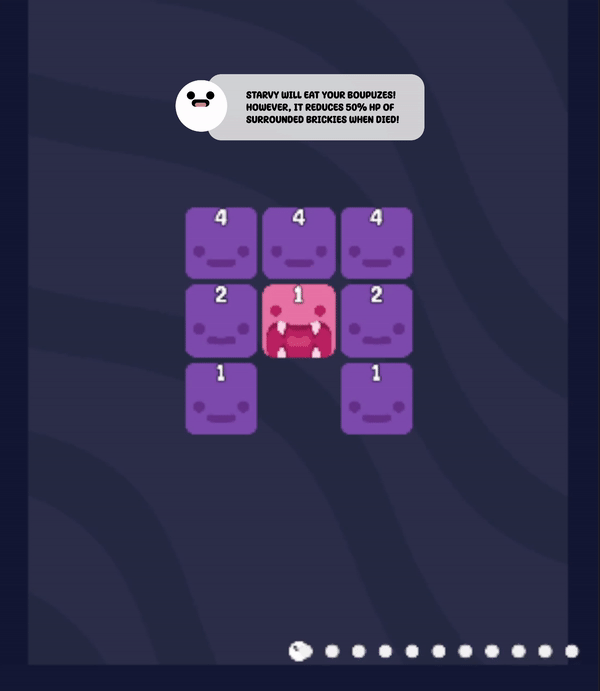 STARVY WILL EAT YOUR BOUPUZES!
HOWEVER, IT REDUCES 50% HP OF
SURROUNDED BRICKIES WHEN DIED!
4 4 4
2 1 2
1 1